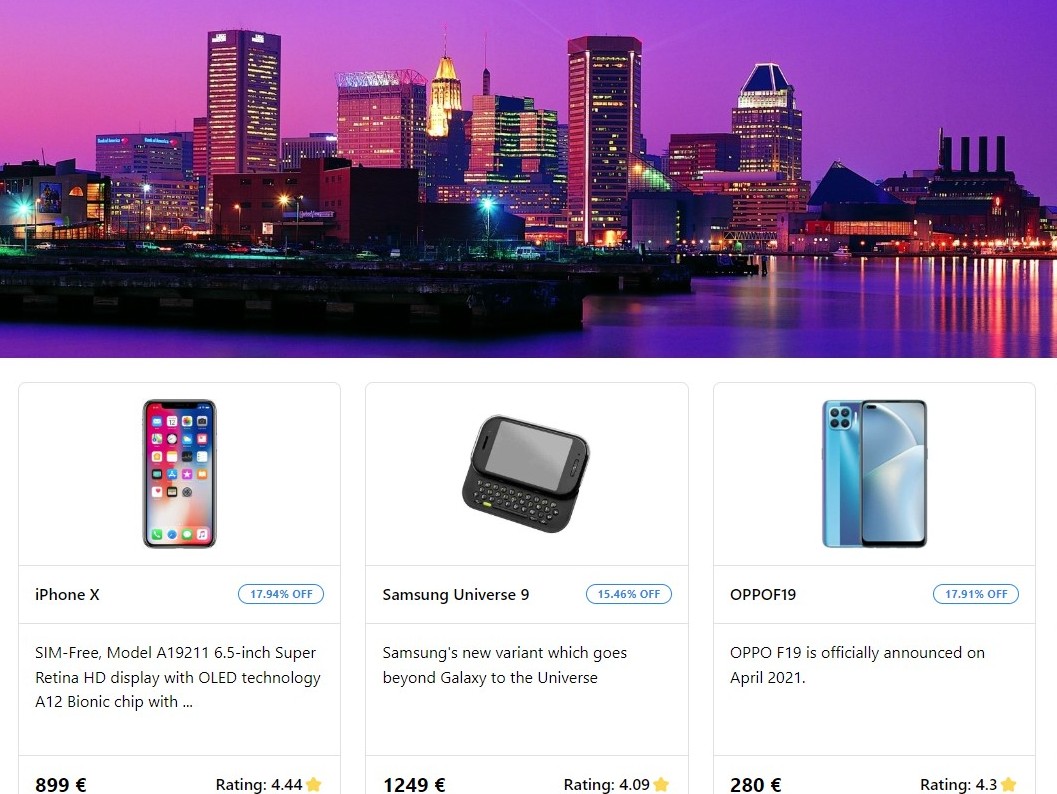 iPhone X
17.94% OFF
SIM-Free, Model A19211 6.5-inch Super
Retina HD display with OLED technology
A12 Bionic chip with ...
899 €
Rating: 4.44
Samsung Universe 9
15.46% OFF
Samsung's new variant which goes
beyond Galaxy to the Universe
1249 €
Rating: 4.09
OPPOF19
17.91% OFF
OPPO F19 is officially announced on
April 2021.
280 €
Rating: 4.3